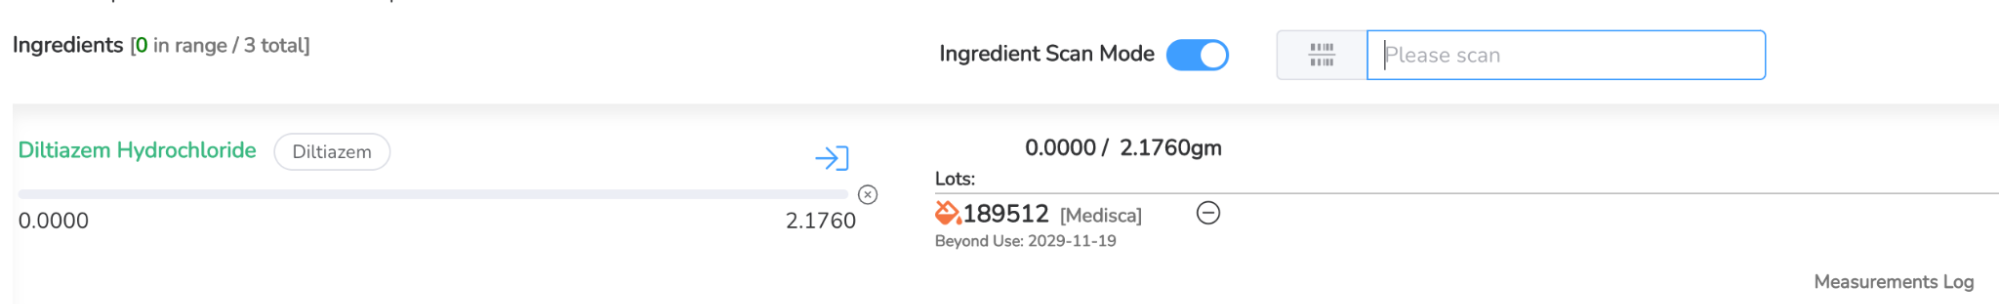 Ingredients [0 in range / 3 total]
Ingredient Scan Mode
Please scan
Diltiazem Hydrochloride
Diltiazem
0.0000 / 2.1760gm
Lots:
0.0000
2.1760
189512 [Medisca]
Beyond Use: 2029-11-19
Measurements Log